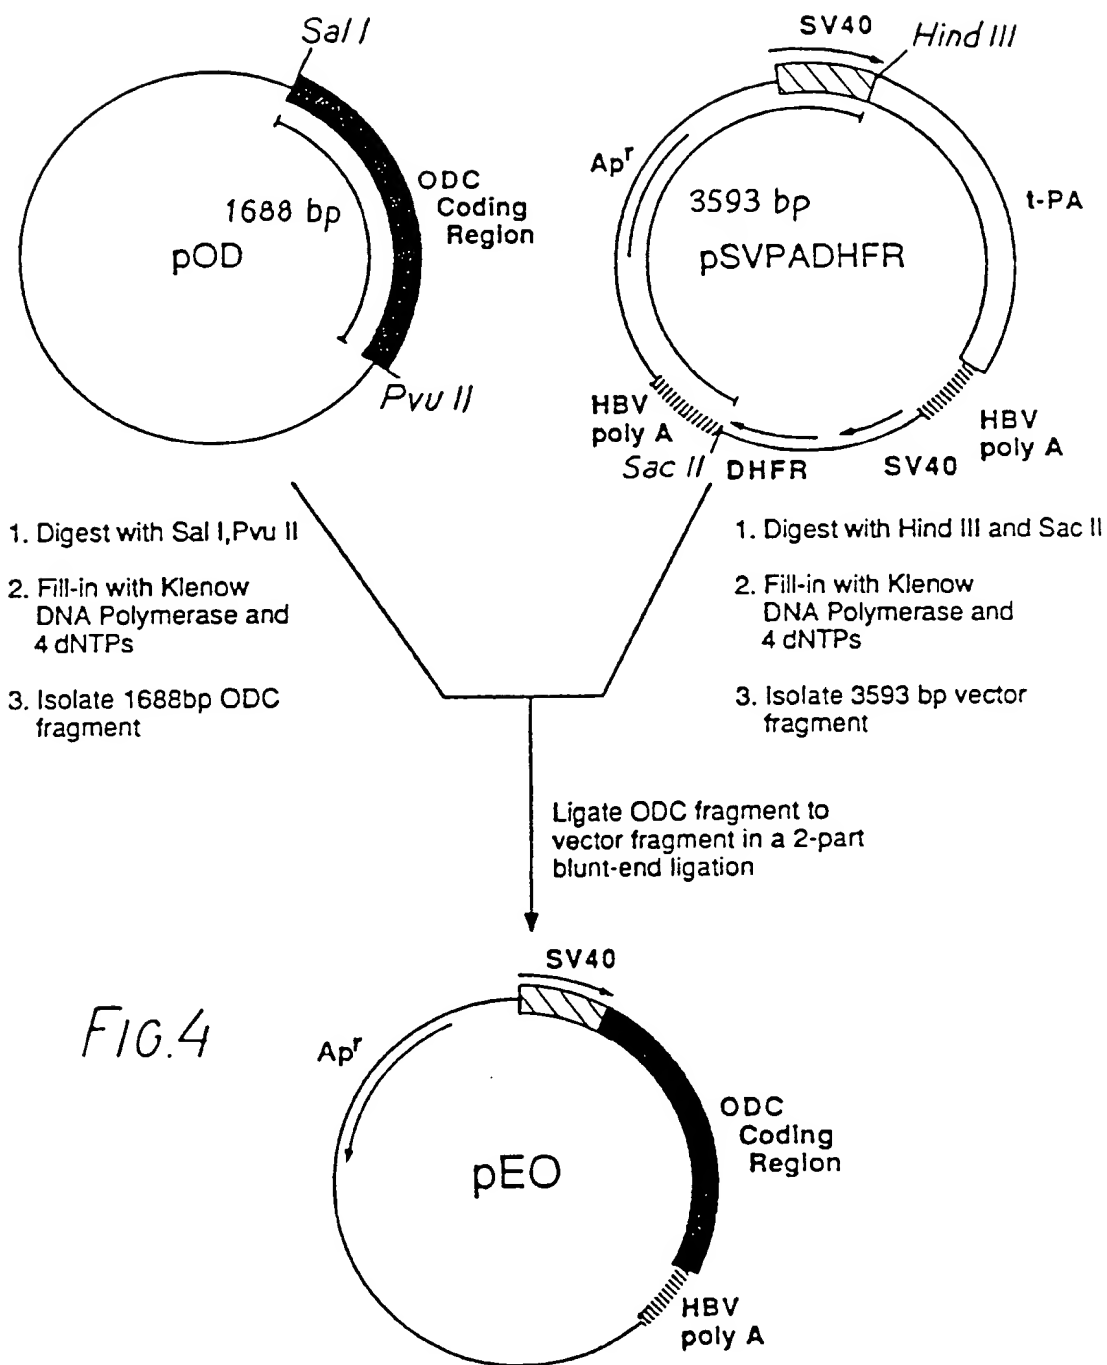 Sal I
ODC
Coding
Region
1688 bp
pOD
Pvu II
SV40
Hind III
Apr
3593 bp
pSVPADHFR
t-PA
HBV
poly A
Sac II
DHFR
SV40
HBV
poly A
1. Digest with Sal I,Pvu II
2. Fill-in with Klenow
DNA Polymerase and
4 dNTPs
3. Isolate 1688bp ODC
fragment
1. Digest with Hind III and Sac II
2. Fill-in with Klenow
DNA Polymerase and
4 dNTPs
3. Isolate 3593 bp vector
fragment
Ligate ODC fragment to
vector fragment in a 2-part
blunt-end ligation
FIG.4
SV40
Apr
ODC
Coding
Region
pEO
HBV
poly A